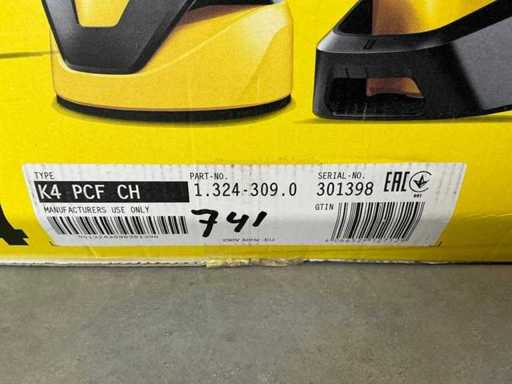 TYPE
K4 PCF CH
PART-NO.
1.324-309.0
SERIAL-NO.
301398
EAC
001
MANUFACTURERS USE ONLY
741
GTIN